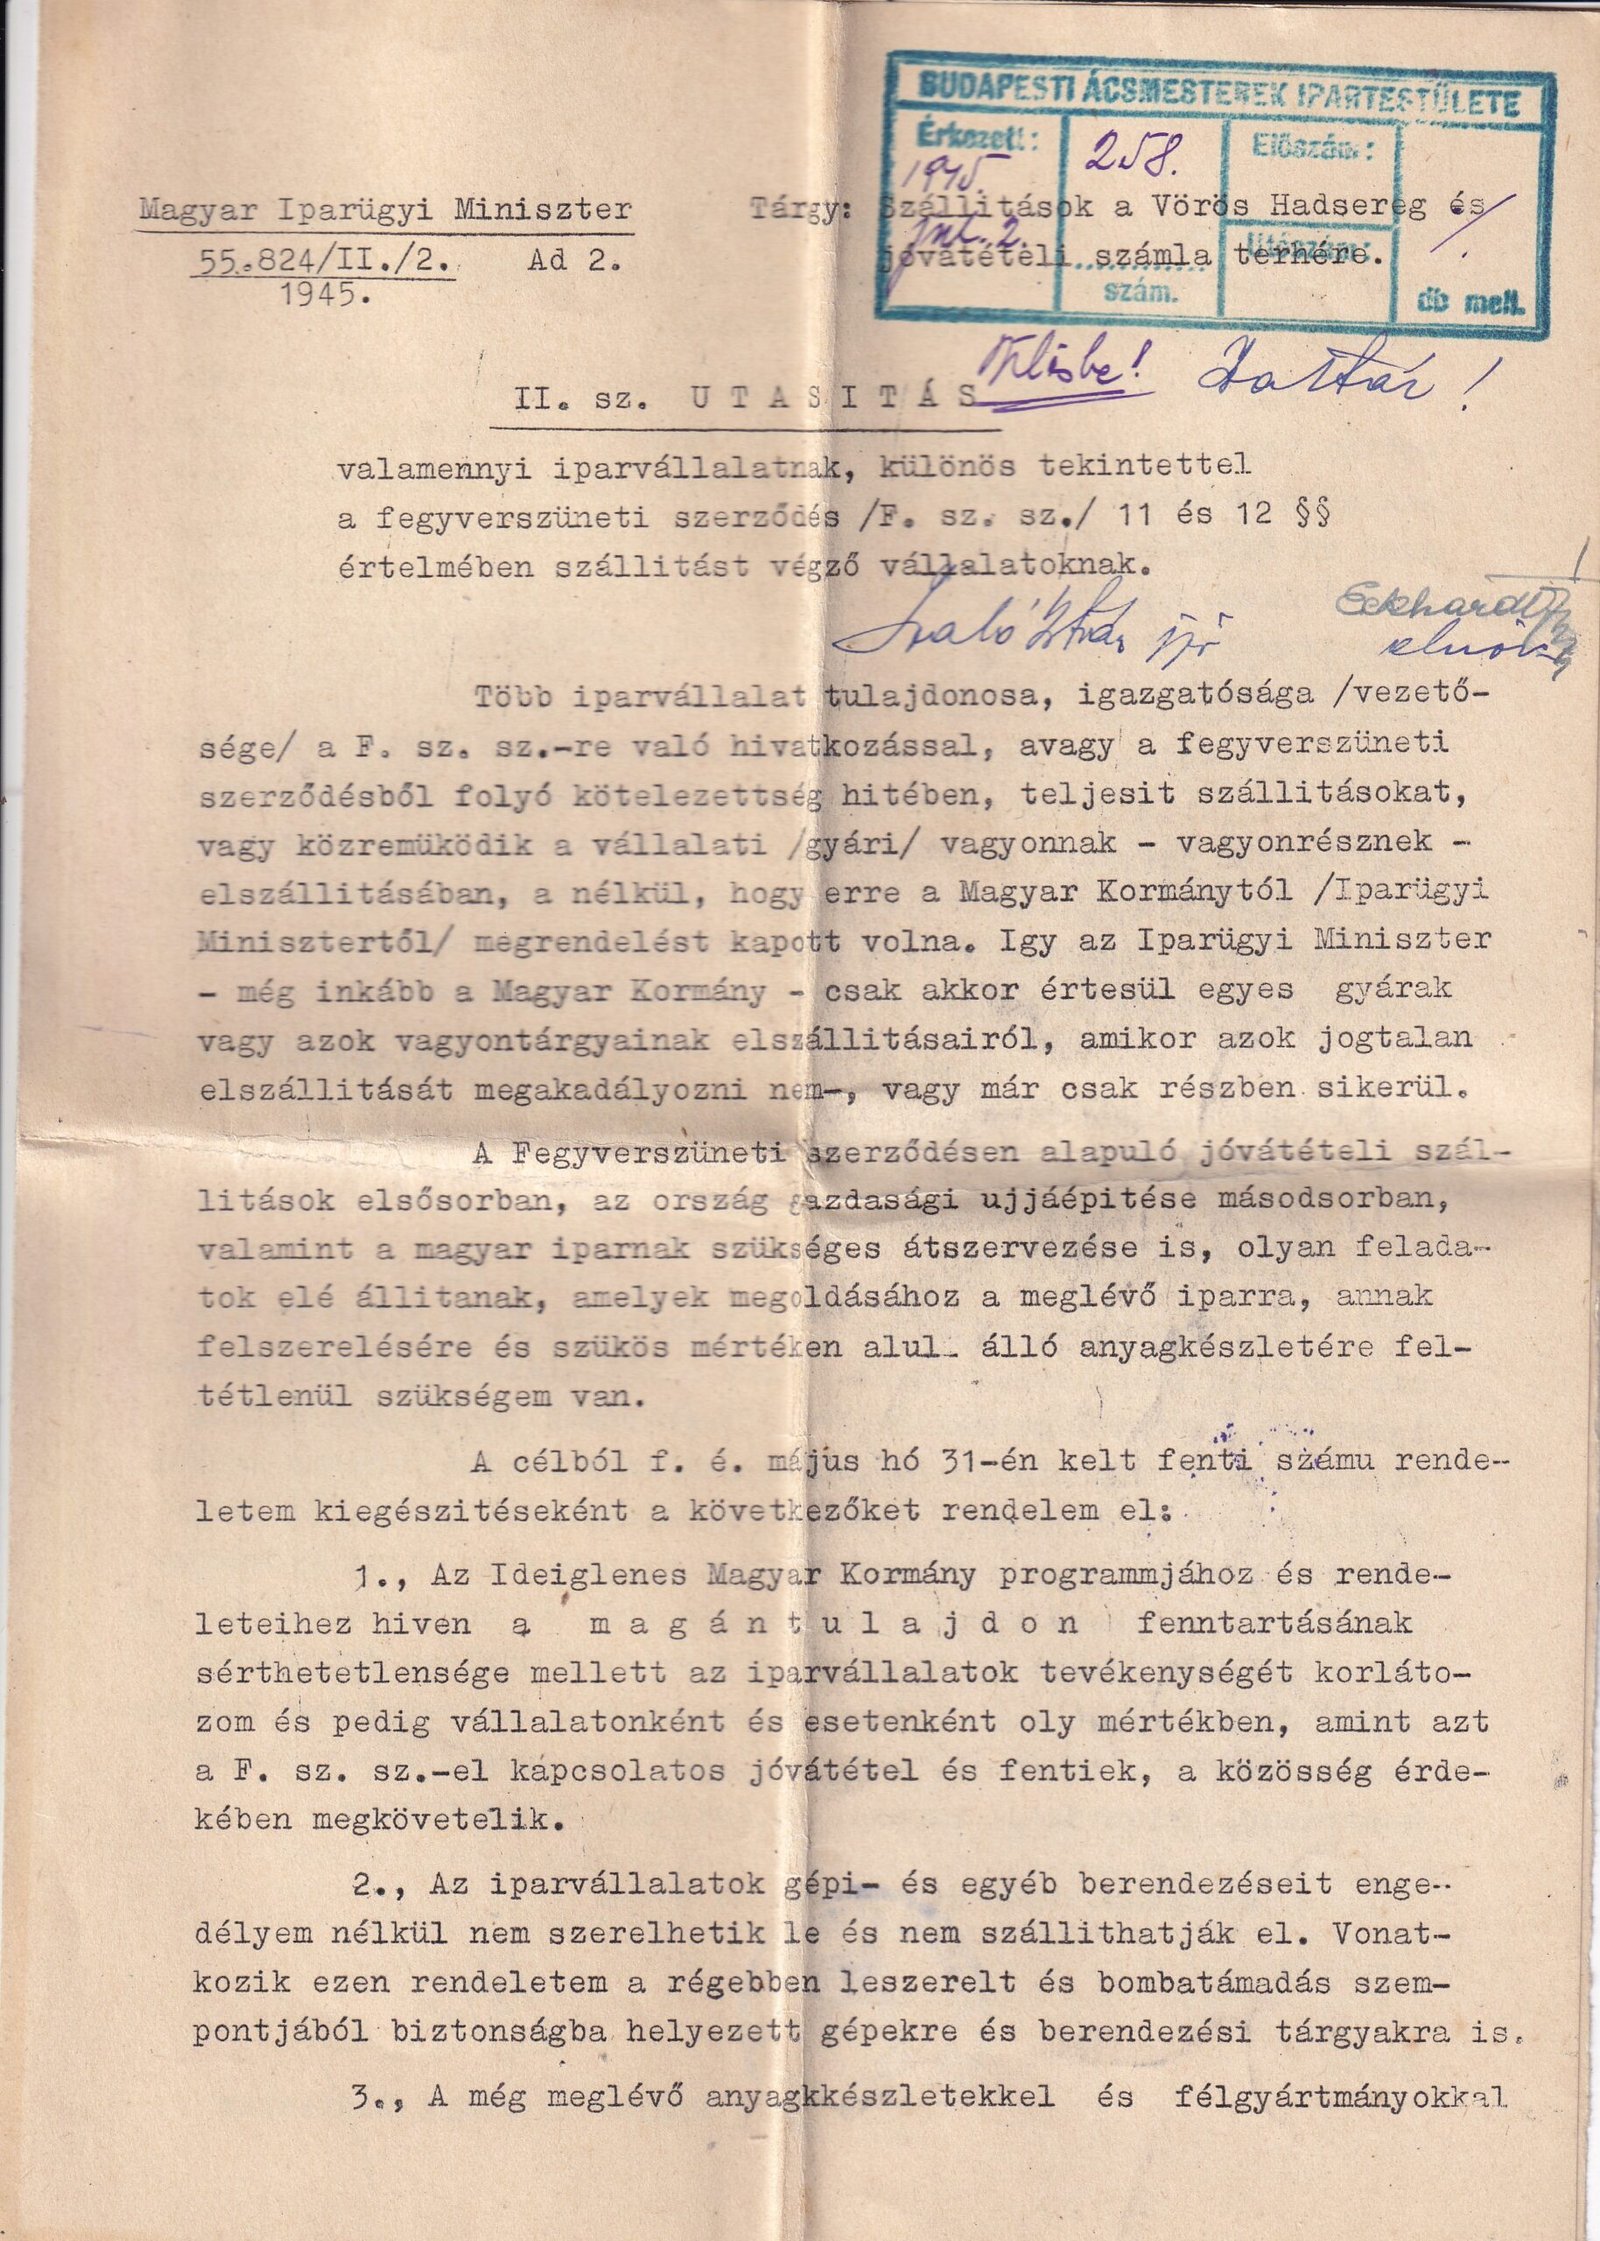 BUDAPESTI ÁCSMESTEREK IPARTESTÜLETE
Érkezett:
1945.
258.
szám.
Előszám:
db mell.
Magyar Iparügyi Miniszter
55.824/II./2. Ad 2.
1945.
Tárgy: Szállitások a Vörös Hadsereg és
jóvátételi számla terhére.
II. sz. U T A S I T Á S
valamennyi iparvállalatnak, különös tekintettel
a fegyverszüneti szerződés /F. sz. sz./ 11 és 12 §§
értelmében szállitást végző vállalatoknak.
Eckhardt
elnök
Több iparvállalat tulajdonosa, igazgatósága /vezető-
sége/ a F. sz. sz.-re való hivatkozással, avagy a fegyverszüneti
szerződésből folyó kötelezettség hitében, teljesit szállitásokat,
vagy közremüködik a vállalati /gyári/ vagyonnak - vagyonrésznek -
elszállitásában, a nélkül, hogy erre a Magyar Kormánytól /Iparügyi
Minisztertől/ megrendelést kapott volna. Igy az Iparügyi Miniszter
- még inkább a Magyar Kormány - csak akkor értesül egyes gyárak
vagy azok vagyontárgyainak elszállitásairól, amikor azok jogtalan
elszállitását megakadályozni nem-, vagy már csak részben sikerül.
A Fegyverszüneti szerződésen alapuló jóvátételi szál-
litások elsősorban, az ország gazdasági ujjáépitése másodsorban,
valamint a magyar iparnak szükséges átszervezése is, olyan felada-
tok elé állitanak, amelyek megoldásához a meglévő iparra, annak
felszerelésére és szükös mértéken alul álló anyagkészletére fel-
tétlenül szükségem van.
A célból f. é. május hó 31-én kelt fenti számu rende-
letem kiegészitéseként a következőket rendelem el:
1., Az Ideiglenes Magyar Kormány programmjához és rende-
leteihez hiven a m a g á n t u l a j d o n fenntartásának
sérthetetlensége mellett az iparvállalatok tevékenységét korláto-
zom és pedig vállalatonként és esetenként oly mértékben, amint azt
a F. sz. sz.-el kapcsolatos jóvátétel és fentiek, a közösség érde-
kében megkövetelik.
2., Az iparvállalatok gépi- és egyéb berendezéseit enge-
délyem nélkül nem szerelhetik le és nem szállithatják el. Vonat-
kozik ezen rendeletem a régebben leszerelt és bombatámadás szem-
pontjából biztonságba helyezett gépekre és berendezési tárgyakra is.
3., A még meglévő anyagkkészletekkel és félgyártmányokkal